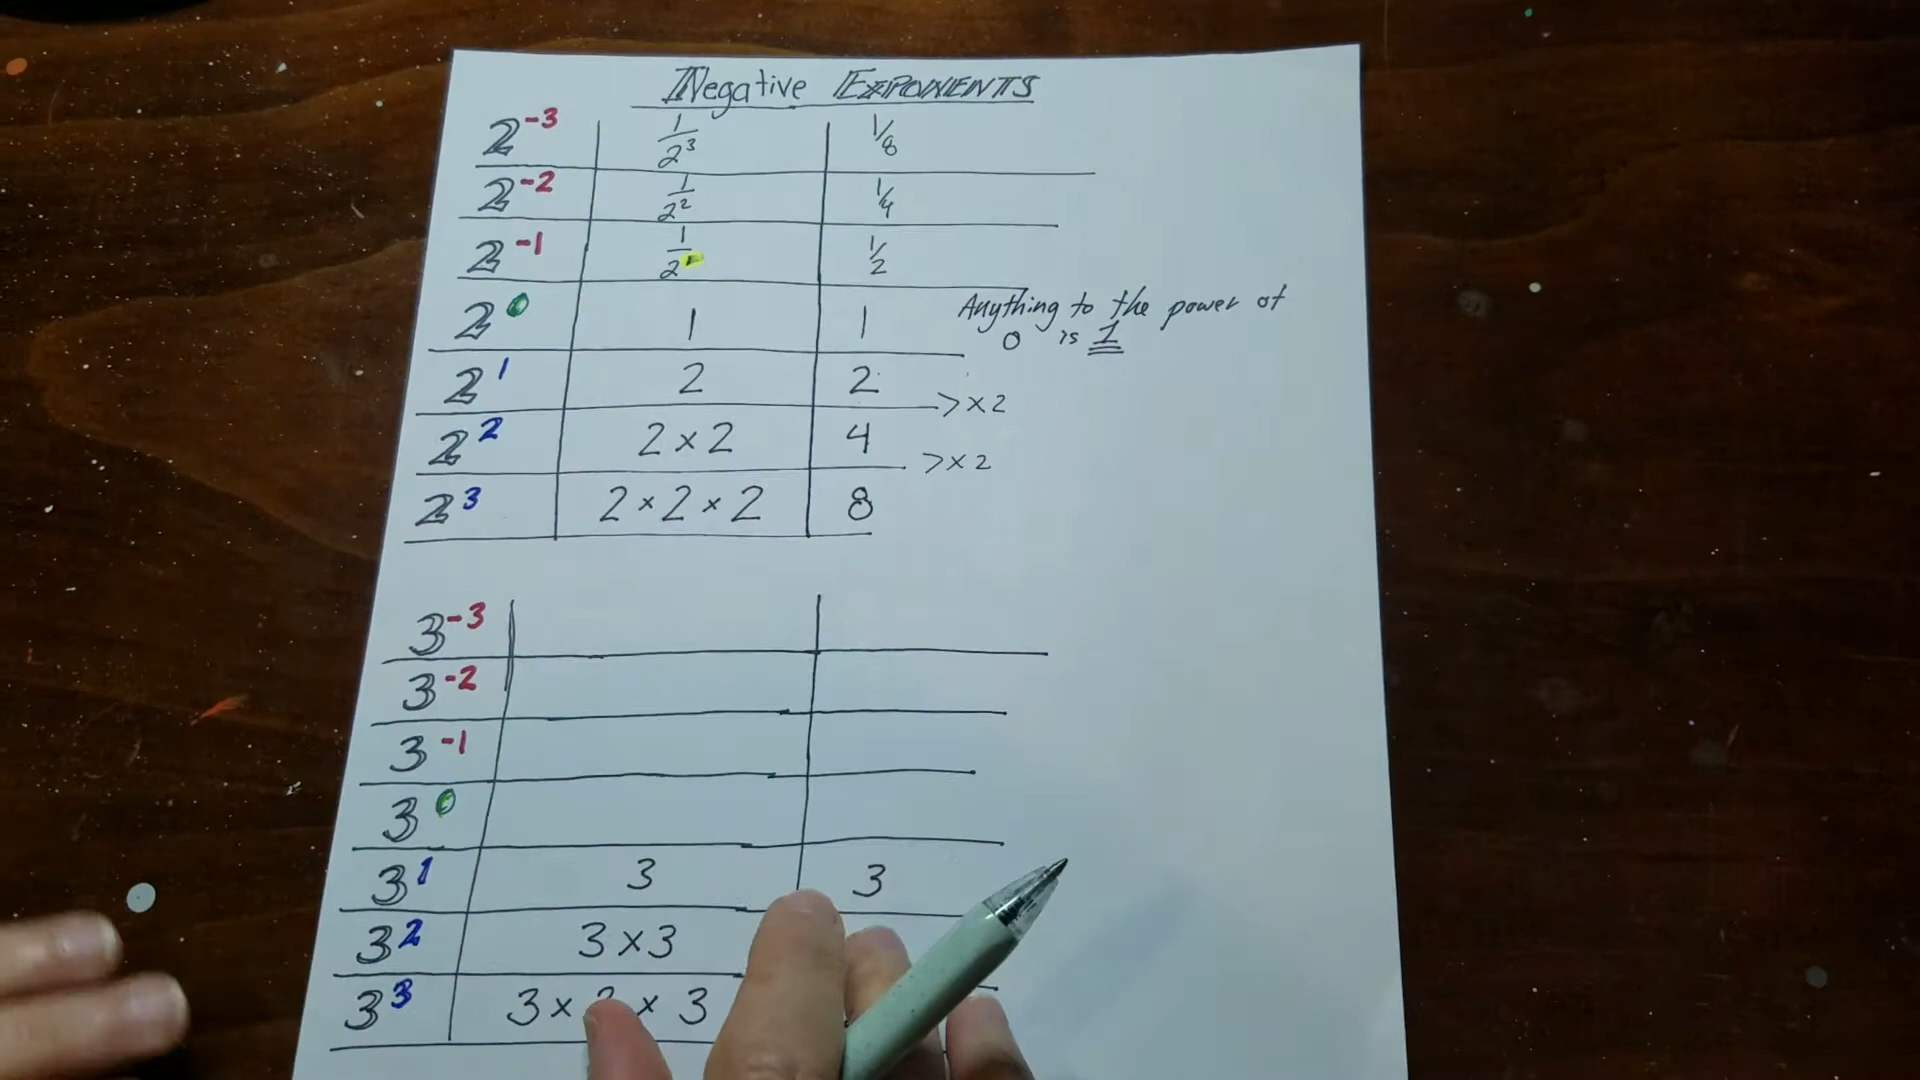 Negative EXPONENTS
2⁻³ 1/2³ 1/8
2⁻² 1/2² 1/4
2⁻¹ 1/2¹ 1/2
2⁰ 1 1 Anything to the power of
0 is 1
2¹ 2 2
>×2
2² 2×2 4
>×2
2³ 2×2×2 8
3⁻³
3⁻²
3⁻¹
3⁰
3¹ 3 3
3² 3×3
3³ 3× × 3